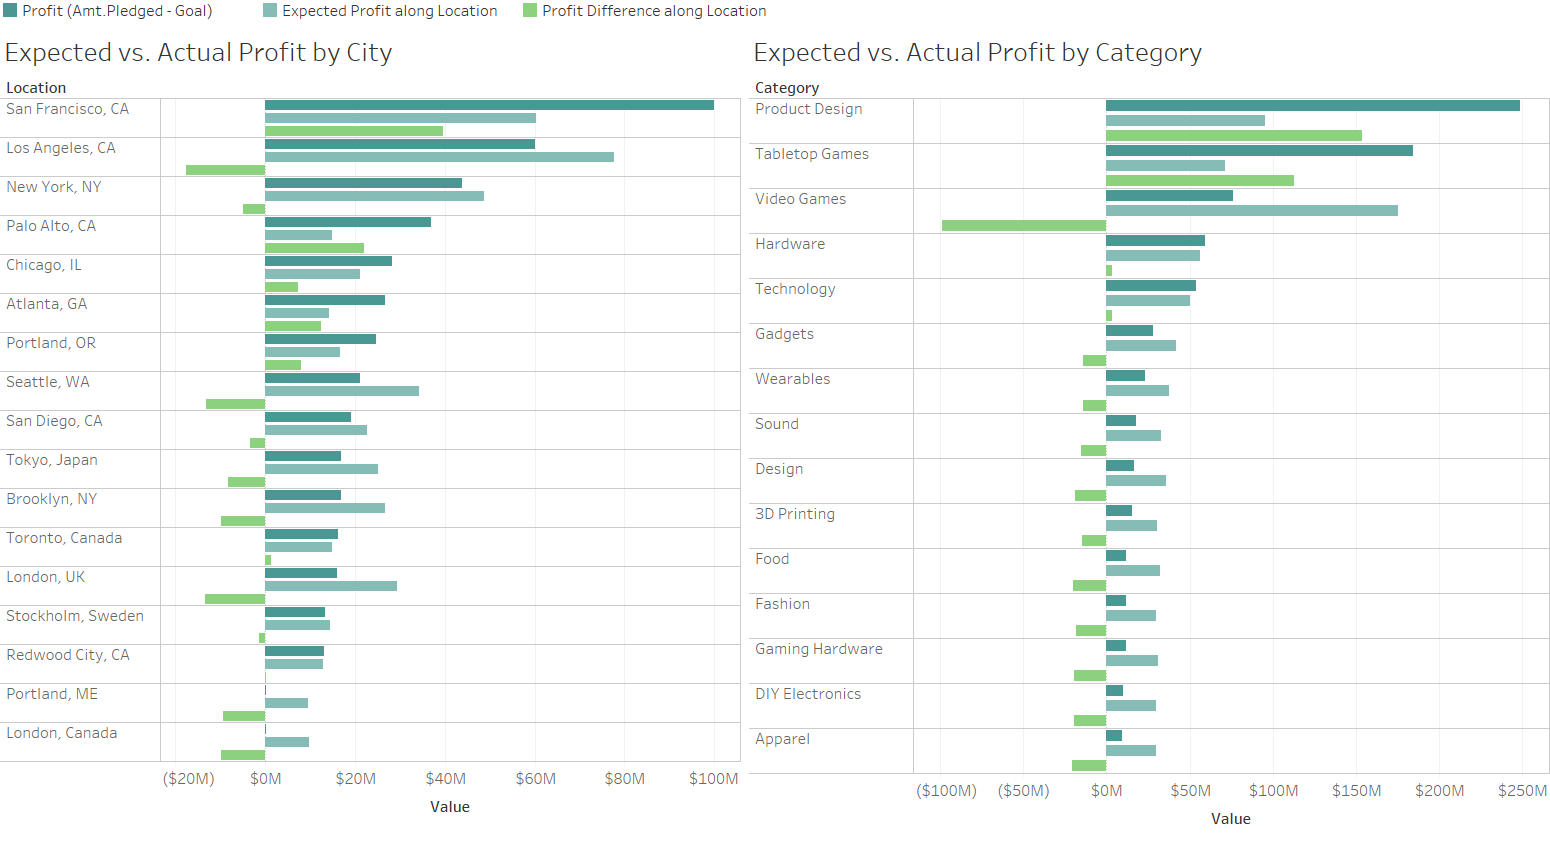 Profit (Amt.Pledged - Goal) Expected Profit along Location Profit Difference along Location
Expected vs. Actual Profit by City
Location
San Francisco, CA
Los Angeles, CA
New York, NY
Palo Alto, CA
Chicago, IL
Atlanta, GA
Portland, OR
Seattle, WA
San Diego, CA
Tokyo, Japan
Brooklyn, NY
Toronto, Canada
London, UK
Stockholm, Sweden
Redwood City, CA
Portland, ME
London, Canada
($20M) $0M $20M $40M $60M $80M $100M
Value
Expected vs. Actual Profit by Category
Category
Product Design
Tabletop Games
Video Games
Hardware
Technology
Gadgets
Wearables
Sound
Design
3D Printing
Food
Fashion
Gaming Hardware
DIY Electronics
Apparel
($100M) ($50M) $0M $50M $100M $150M $200M $250M
Value